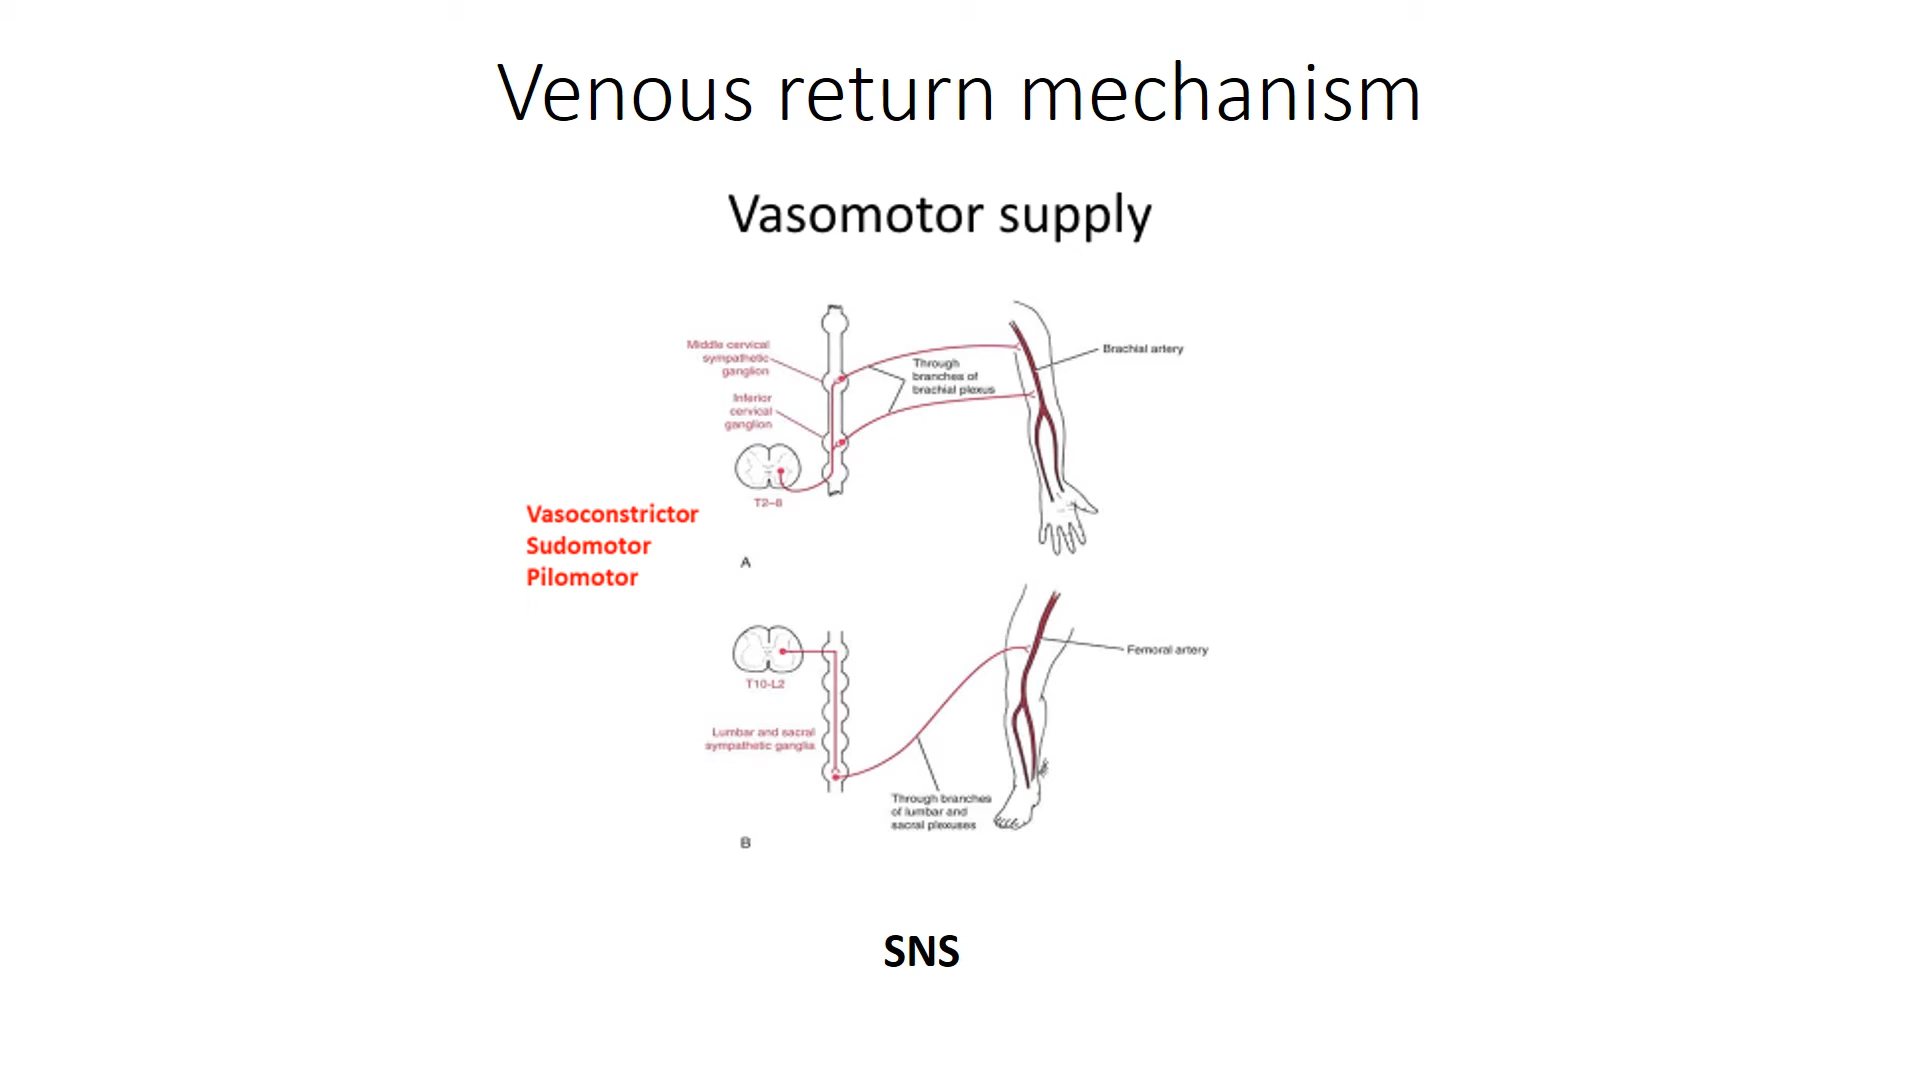 Venous return mechanism
Vasomotor supply
Middle cervical
sympathetic
ganglion
Through
branches of
brachial plexus
Brachial artery
Inferior
cervical
ganglion
T2–8
Vasoconstrictor
Sudomotor
Pilomotor
A
T10-L2
Femoral artery
Lumbar and sacral
sympathetic ganglia
Through branches
of lumbar and
sacral plexuses
B
SNS